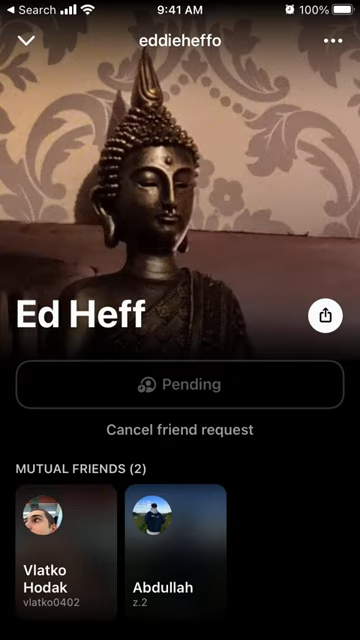 ◀ Search
9:41 AM
100%
eddieheffo
Ed Heff
Pending
Cancel friend request
MUTUAL FRIENDS (2)
Vlatko
Hodak
vlatko0402
Abdullah
z.2